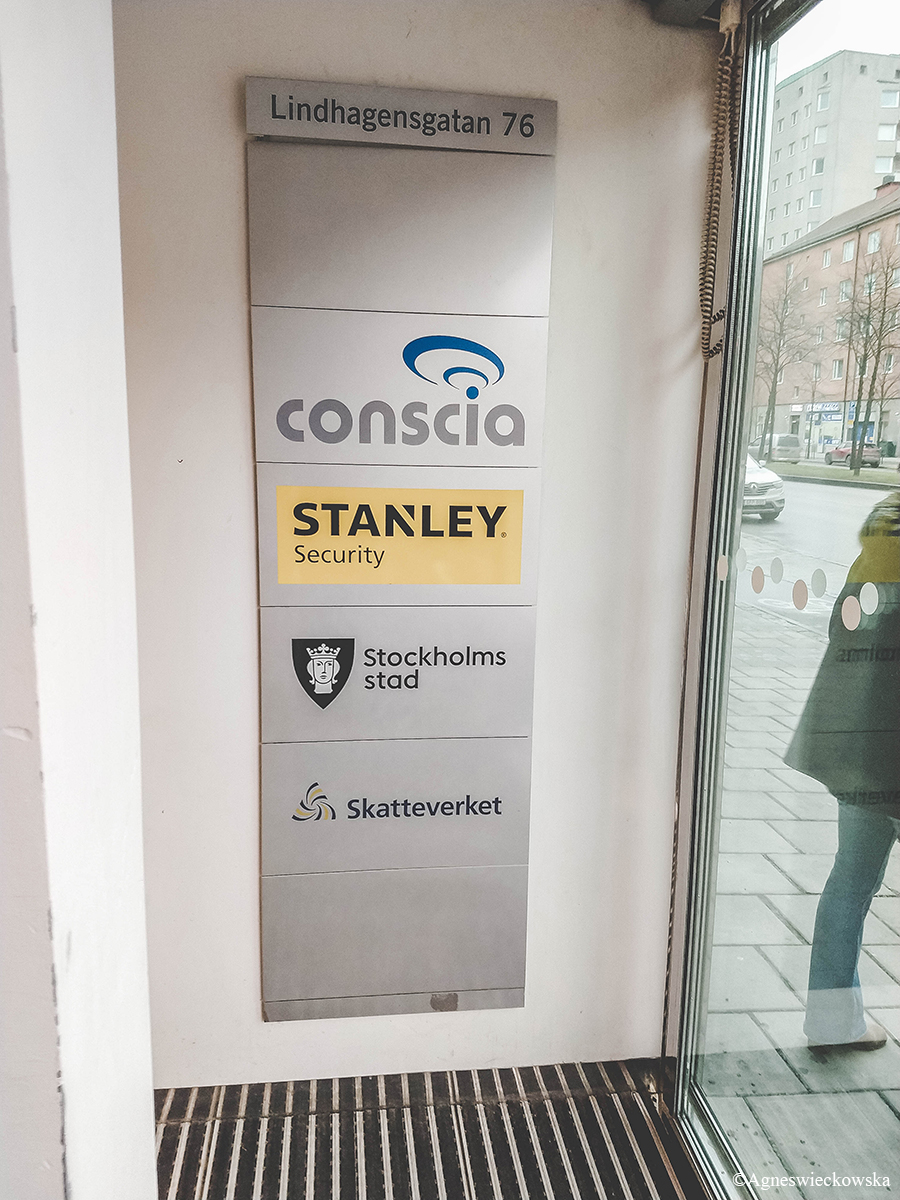 Lindhagensgatan 76
conscia
STANLEY®
Security
Stockholms
stad
Skatteverket
©Agneswieckowska